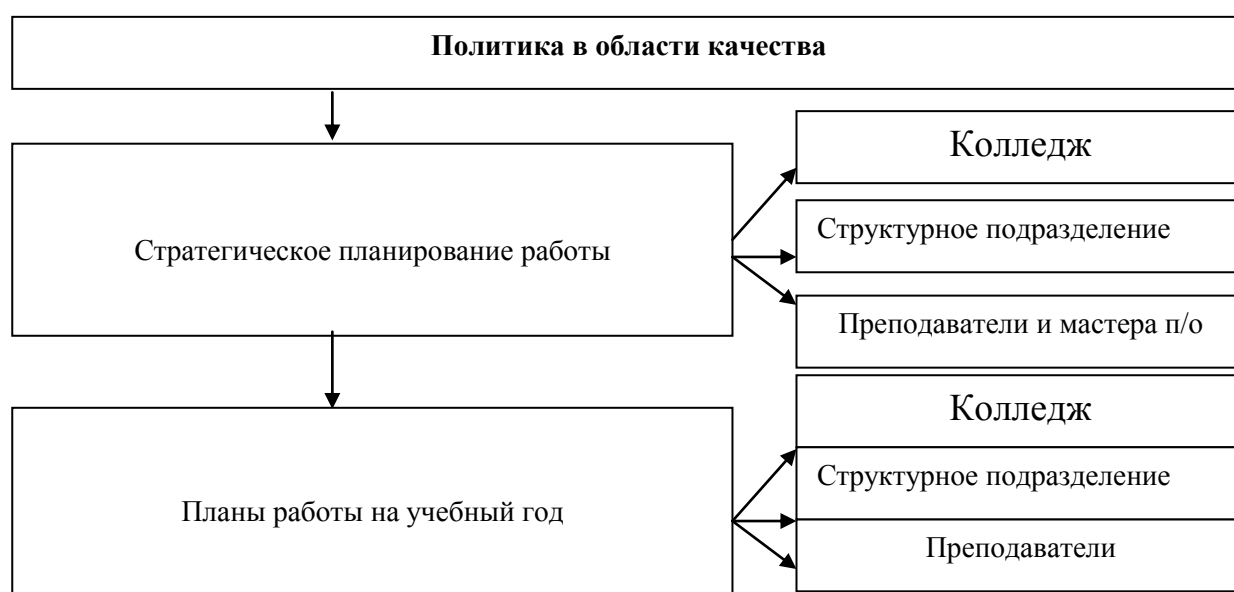 Политика в области качества
Колледж
Стратегическое планирование работы
Структурное подразделение
Преподаватели и мастера п/о
Колледж
Планы работы на учебный год
Структурное подразделение
Преподаватели